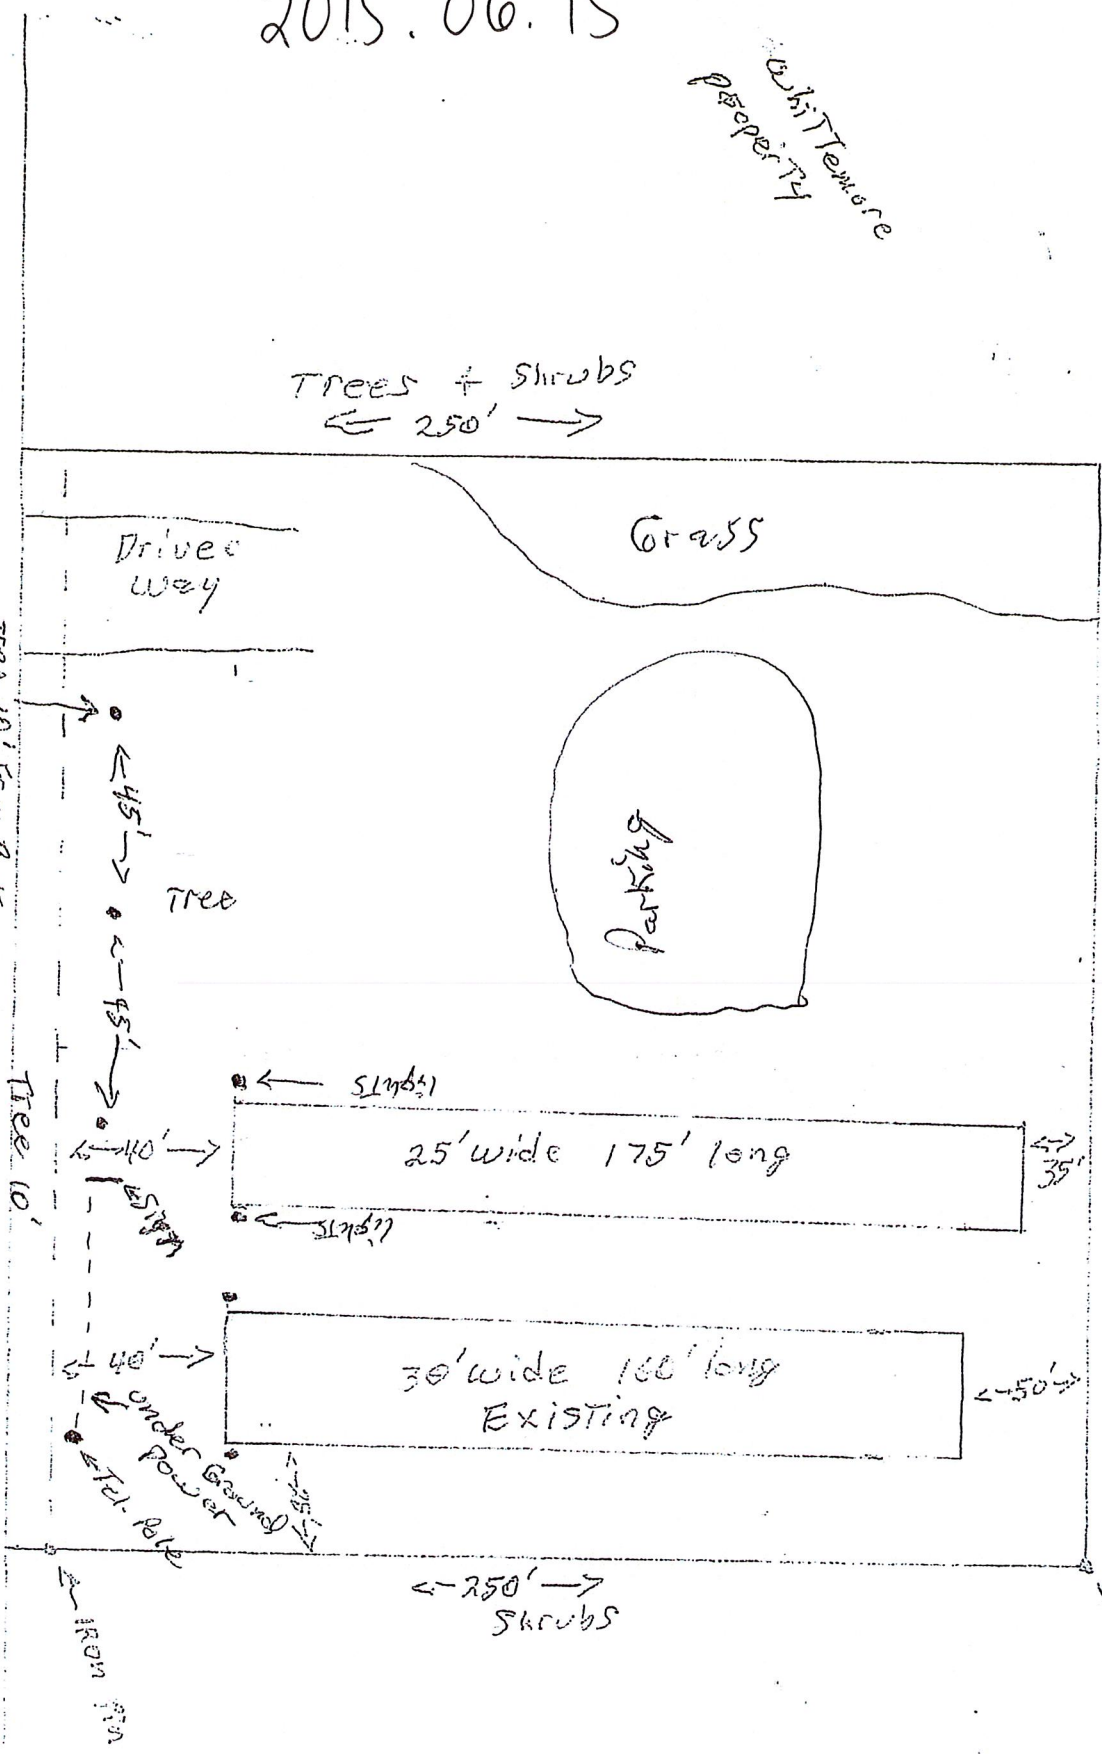 2015.06.15
whiTTemore
properTy
Trees + Shrubs
250'
Grass
Drive
way
45'
Tree
Parking
45'
lighTS
40'
25' wide 175' long
35'
Sign
lighTS
40'
30' wide 160' long
ExisTing
50'
under Ground
power
Tel. Pole
Tree 10'
250'
Shrubs
IRON Pin